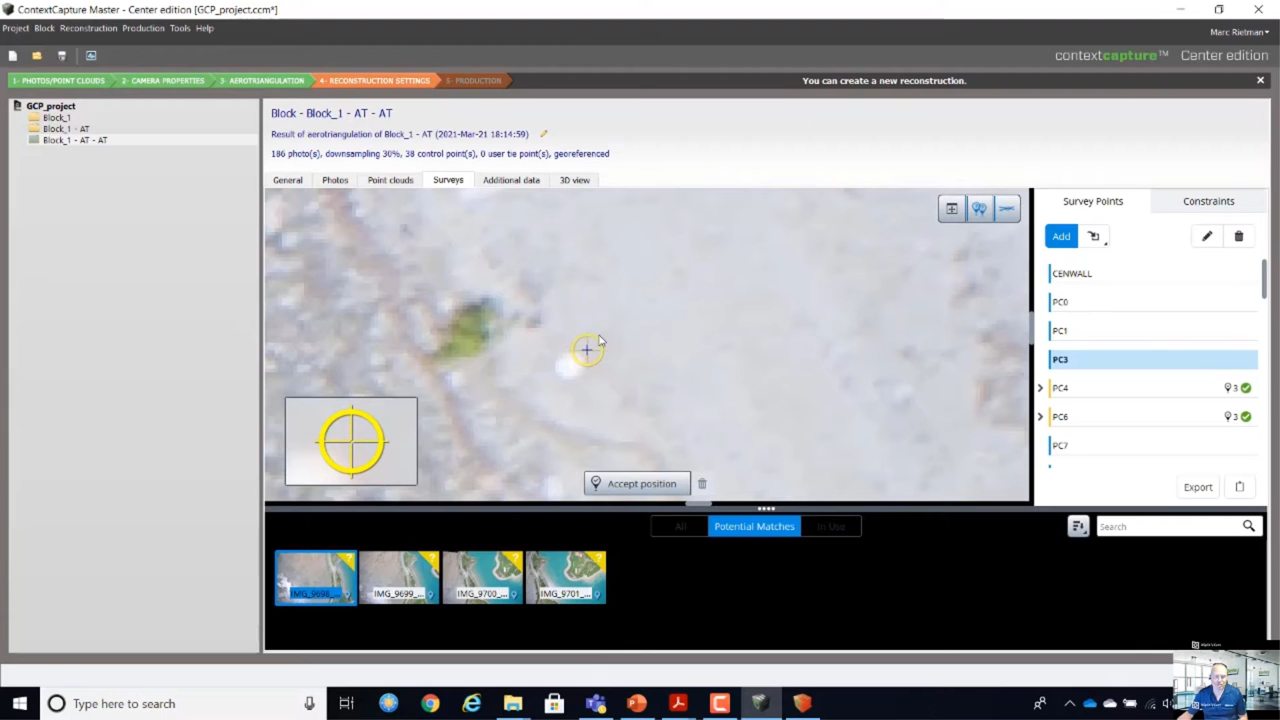 ContextCapture Master - Center edition [GCP_project.ccm*]
Project Block Reconstruction Production Tools Help
Marc Rietman
contextcapture™ Center edition
1- PHOTOS/POINT CLOUDS 2- CAMERA PROPERTIES 3- AEROTRIANGULATION 4- RECONSTRUCTION SETTINGS 5- PRODUCTION
You can create a new reconstruction.
GCP_project
Block_1
Block_1 - AT
Block_1 - AT - AT
Block - Block_1 - AT - AT
Result of aerotriangulation of Block_1 - AT (2021-Mar-21 18:14:59)
186 photo(s), downsampling 30%, 38 control point(s), 0 user tie point(s), georeferenced
General Photos Point clouds Surveys Additional data 3D view
Survey Points Constraints
Add
CENWALL
PC0
PC1
PC3
PC4 3
PC6 3
PC7
Accept position
Export
All Potential Matches In Use
Search
IMG_9698_... IMG_9699_... IMG_9700_... IMG_9701_...
Type here to search